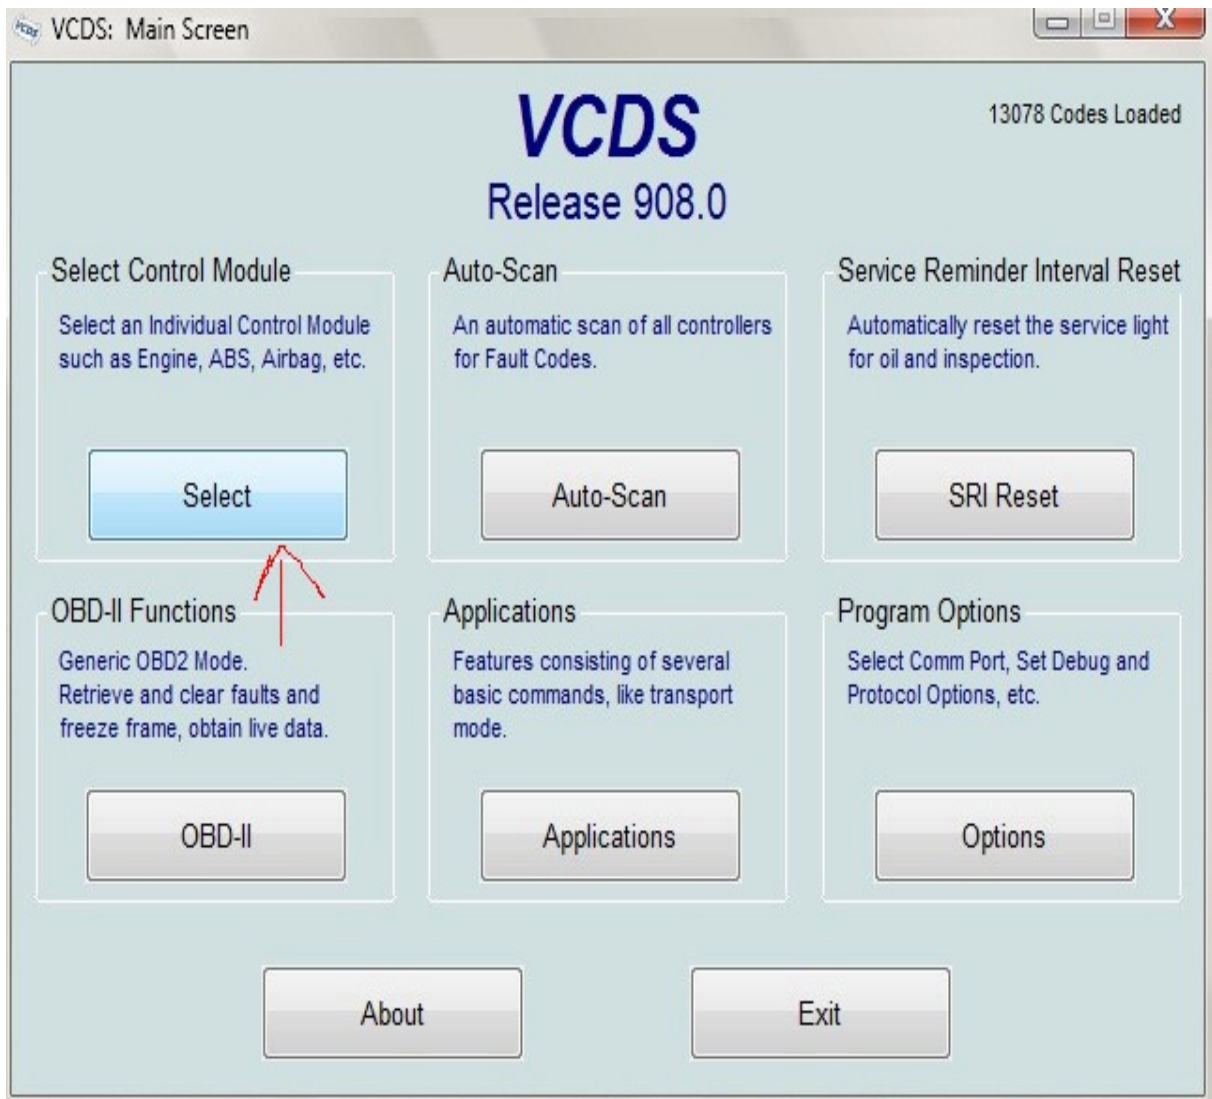 VCDS: Main Screen
VCDS
13078 Codes Loaded
Release 908.0
Select Control Module
Select an Individual Control Module
such as Engine, ABS, Airbag, etc.
Select
Auto-Scan
An automatic scan of all controllers
for Fault Codes.
Auto-Scan
Service Reminder Interval Reset
Automatically reset the service light
for oil and inspection.
SRI Reset
OBD-II Functions
Generic OBD2 Mode.
Retrieve and clear faults and
freeze frame, obtain live data.
OBD-II
Applications
Features consisting of several
basic commands, like transport
mode.
Applications
Program Options
Select Comm Port, Set Debug and
Protocol Options, etc.
Options
About
Exit